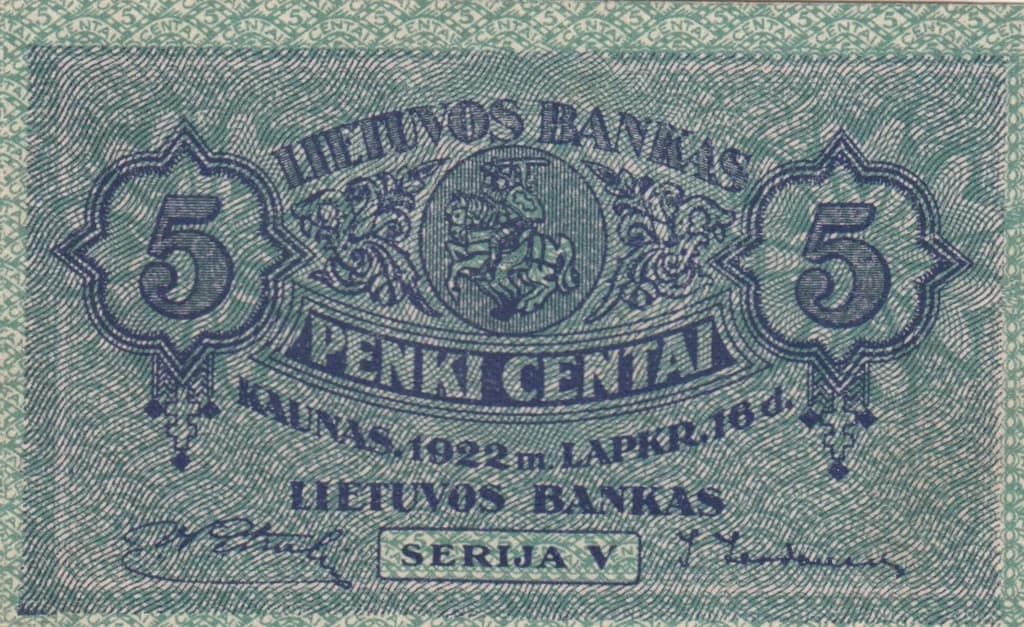 LIETUVOS BANKAS
5 5
PENKI CENTAI
KAUNAS, 1922 m. LAPKR. 16 d.
LIETUVOS BANKAS
SERIJA V